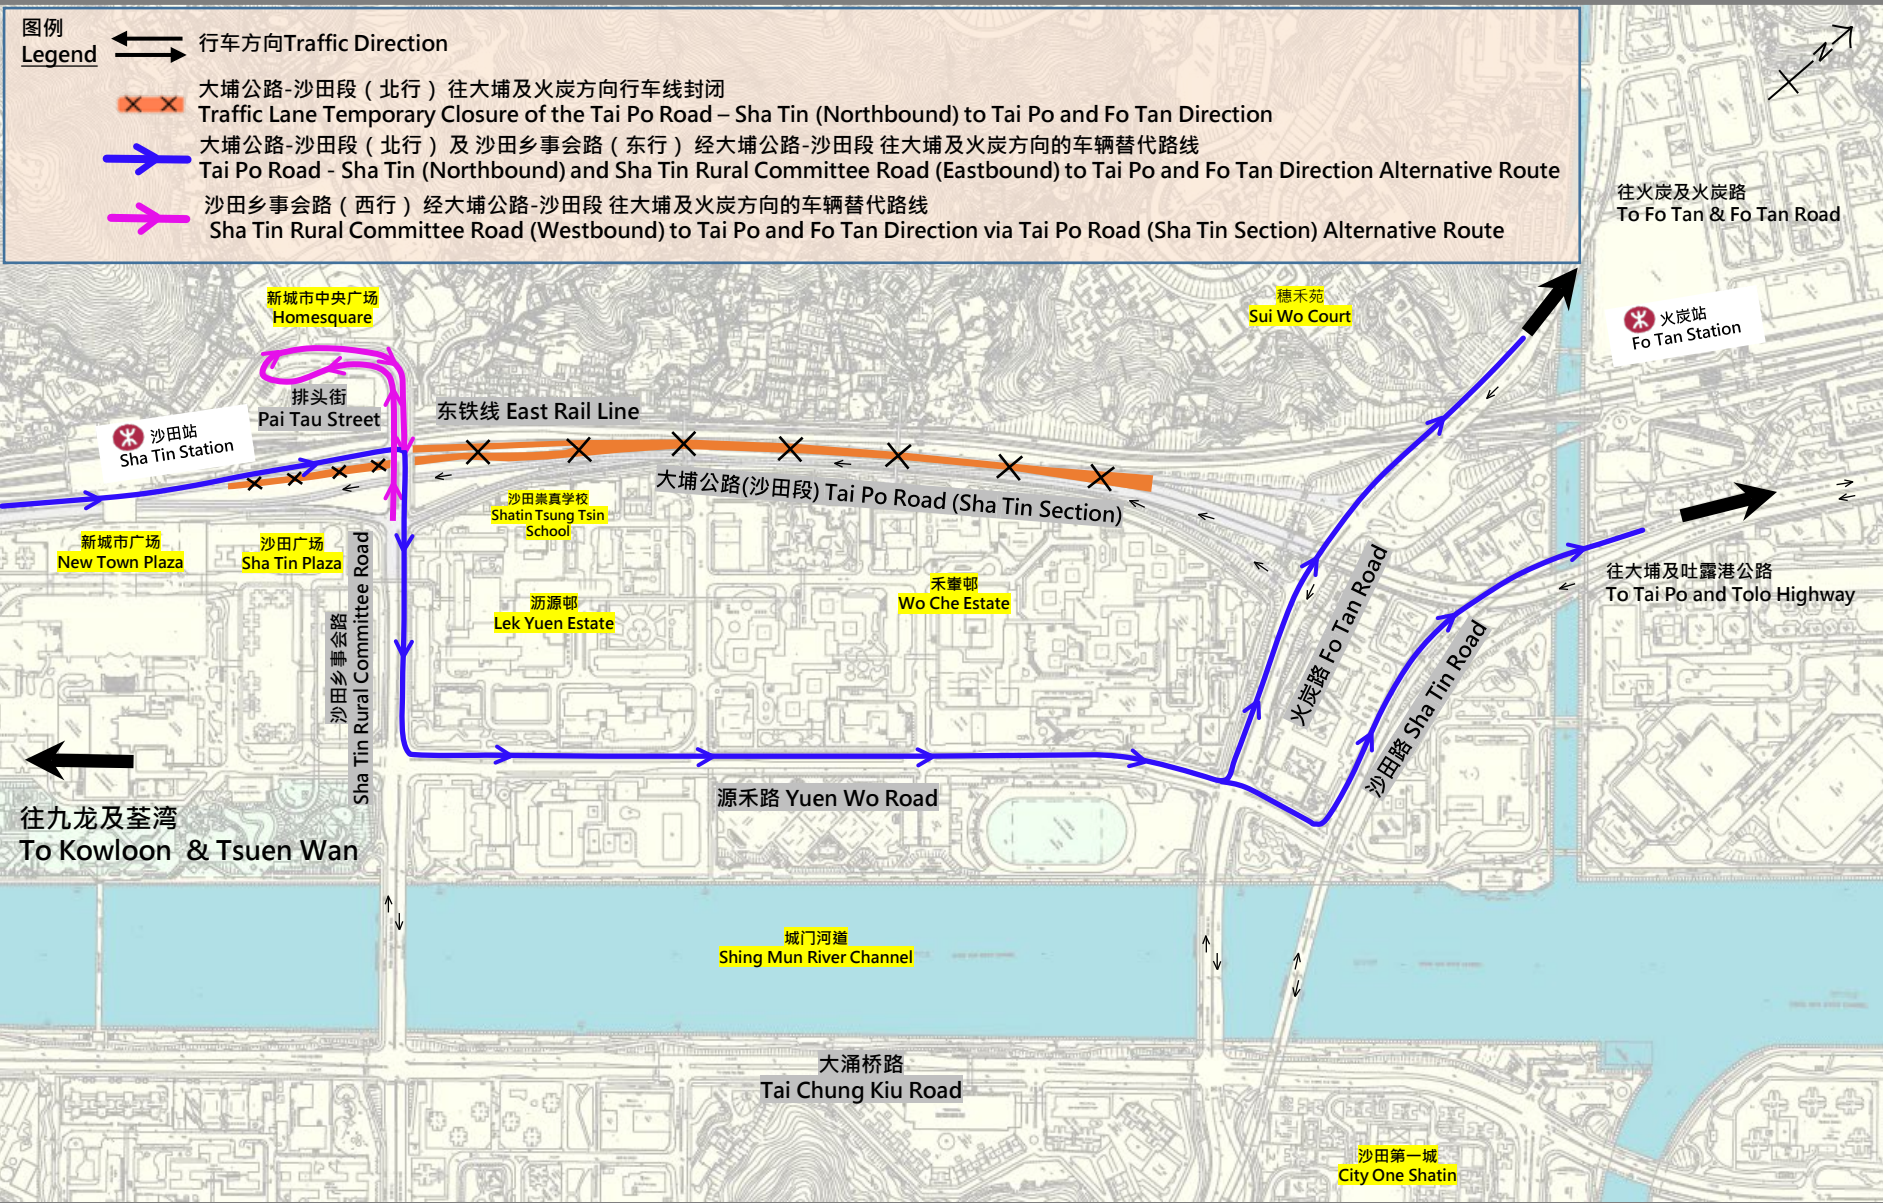 图例
Legend
行车方向Traffic Direction
大埔公路-沙田段（北行）往大埔及火炭方向行车线封闭
Traffic Lane Temporary Closure of the Tai Po Road – Sha Tin (Northbound) to Tai Po and Fo Tan Direction
大埔公路-沙田段（北行）及 沙田乡事会路（东行）经大埔公路-沙田段 往大埔及火炭方向的车辆替代路线
Tai Po Road - Sha Tin (Northbound) and Sha Tin Rural Committee Road (Eastbound) to Tai Po and Fo Tan Direction Alternative Route
沙田乡事会路（西行）经大埔公路-沙田段 往大埔及火炭方向的车辆替代路线
Sha Tin Rural Committee Road (Westbound) to Tai Po and Fo Tan Direction via Tai Po Road (Sha Tin Section) Alternative Route
N
往火炭及火炭路
To Fo Tan & Fo Tan Road
新城市中央广场
Homesquare
穗禾苑
Sui Wo Court
火炭站
Fo Tan Station
排头街
Pai Tau Street
东铁线 East Rail Line
沙田站
Sha Tin Station
大埔公路(沙田段) Tai Po Road (Sha Tin Section)
沙田崇真学校
Shatin Tsung Tsin
School
新城市广场
New Town Plaza
沙田广场
Sha Tin Plaza
沙田乡事会路
Sha Tin Rural Committee Road
沥源邨
Lek Yuen Estate
禾輋邨
Wo Che Estate
火炭路 Fo Tan Road
沙田路 Sha Tin Road
往大埔及吐露港公路
To Tai Po and Tolo Highway
往九龙及荃湾
To Kowloon & Tsuen Wan
源禾路 Yuen Wo Road
城门河道
Shing Mun River Channel
大涌桥路
Tai Chung Kiu Road
沙田第一城
City One Shatin